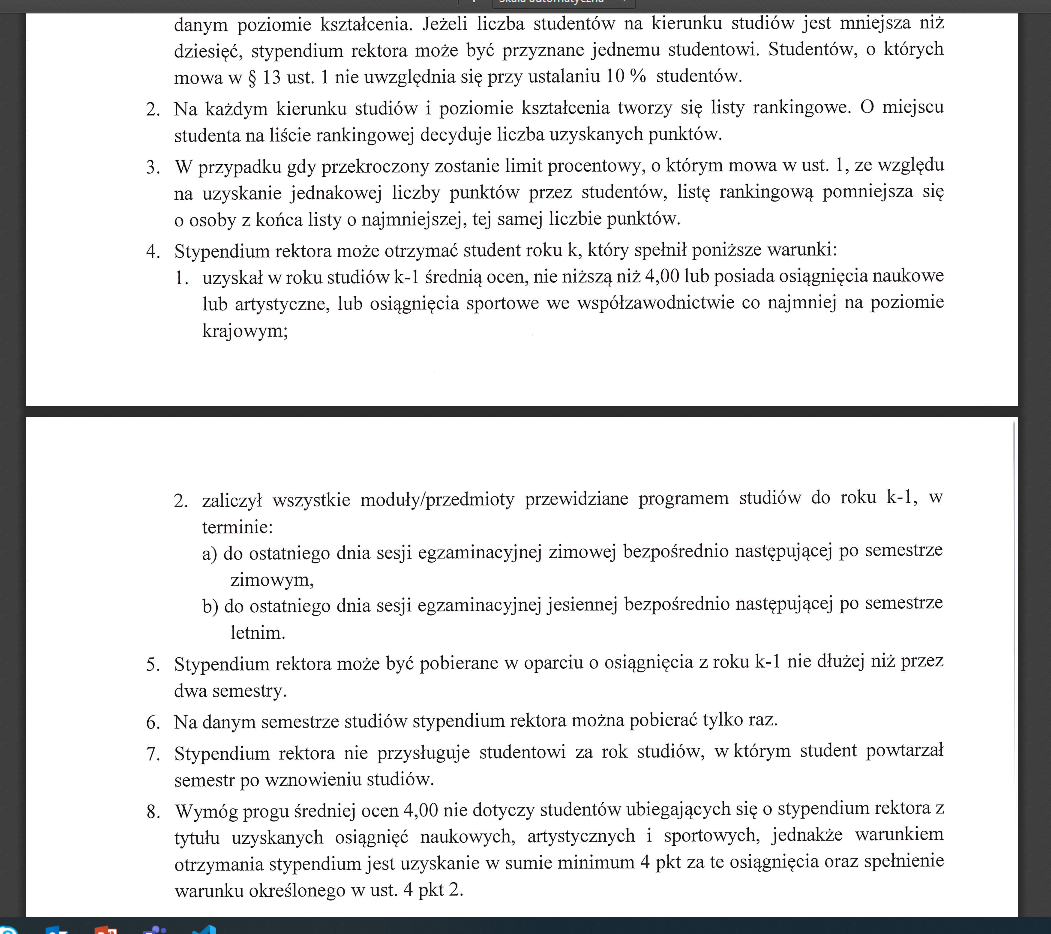 danym poziomie kształcenia. Jeżeli liczba studentów na kierunku studiów jest mniejsza niż
dziesięć, stypendium rektora może być przyznane jednemu studentowi. Studentów, o których
mowa w § 13 ust. 1 nie uwzględnia się przy ustalaniu 10 % studentów.
2. Na każdym kierunku studiów i poziomie kształcenia tworzy się listy rankingowe. O miejscu
studenta na liście rankingowej decyduje liczba uzyskanych punktów.
3. W przypadku gdy przekroczony zostanie limit procentowy, o którym mowa w ust. 1, ze względu
na uzyskanie jednakowej liczby punktów przez studentów, listę rankingową pomniejsza się
o osoby z końca listy o najmniejszej, tej samej liczbie punktów.
4. Stypendium rektora może otrzymać student roku k, który spełnił poniższe warunki:
1. uzyskał w roku studiów k-1 średnią ocen, nie niższą niż 4,00 lub posiada osiągnięcia naukowe
lub artystyczne, lub osiągnięcia sportowe we współzawodnictwie co najmniej na poziomie
krajowym;
2. zaliczył wszystkie moduły/przedmioty przewidziane programem studiów do roku k-1, w
terminie:
a) do ostatniego dnia sesji egzaminacyjnej zimowej bezpośrednio następującej po semestrze
zimowym,
b) do ostatniego dnia sesji egzaminacyjnej jesiennej bezpośrednio następującej po semestrze
letnim.
5. Stypendium rektora może być pobierane w oparciu o osiągnięcia z roku k-1 nie dłużej niż przez
dwa semestry.
6. Na danym semestrze studiów stypendium rektora można pobierać tylko raz.
7. Stypendium rektora nie przysługuje studentowi za rok studiów, w którym student powtarzał
semestr po wznowieniu studiów.
8. Wymóg progu średniej ocen 4,00 nie dotyczy studentów ubiegających się o stypendium rektora z
tytułu uzyskanych osiągnięć naukowych, artystycznych i sportowych, jednakże warunkiem
otrzymania stypendium jest uzyskanie w sumie minimum 4 pkt za te osiągnięcia oraz spełnienie
warunku określonego w ust. 4 pkt 2.